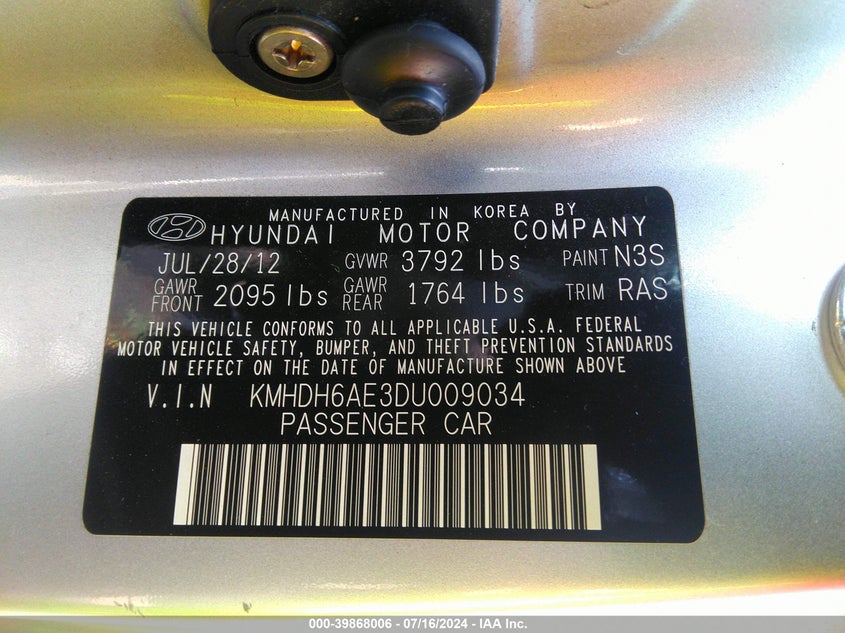 MANUFACTURED IN KOREA BY
HYUNDAI MOTOR COMPANY
JUL/28/12 GVWR 3792 lbs PAINT N3S
GAWR FRONT 2095 lbs GAWR REAR 1764 lbs TRIM RAS
THIS VEHICLE CONFORMS TO ALL APPLICABLE U.S.A. FEDERAL
MOTOR VEHICLE SAFETY, BUMPER, AND THEFT PREVENTION STANDARDS
IN EFFECT ON THE DATE OF MANUFACTURE SHOWN ABOVE
V.I.N KMHDH6AE3DU009034
PASSENGER CAR
000-39868006 - 07/16/2024 - IAA Inc.